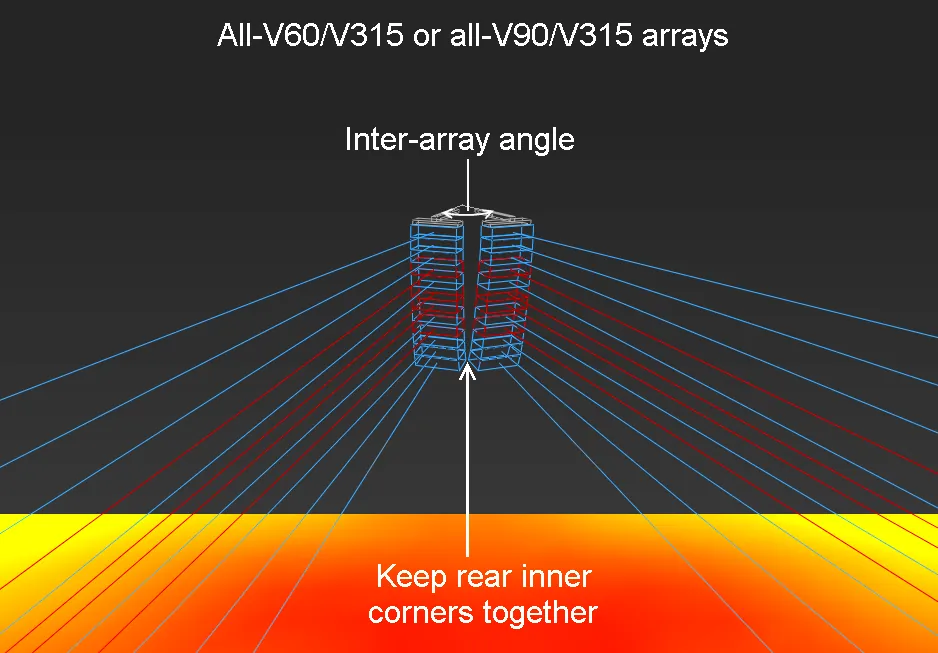 All-V60/V315 or all-V90/V315 arrays
Inter-array angle
Keep rear inner
corners together